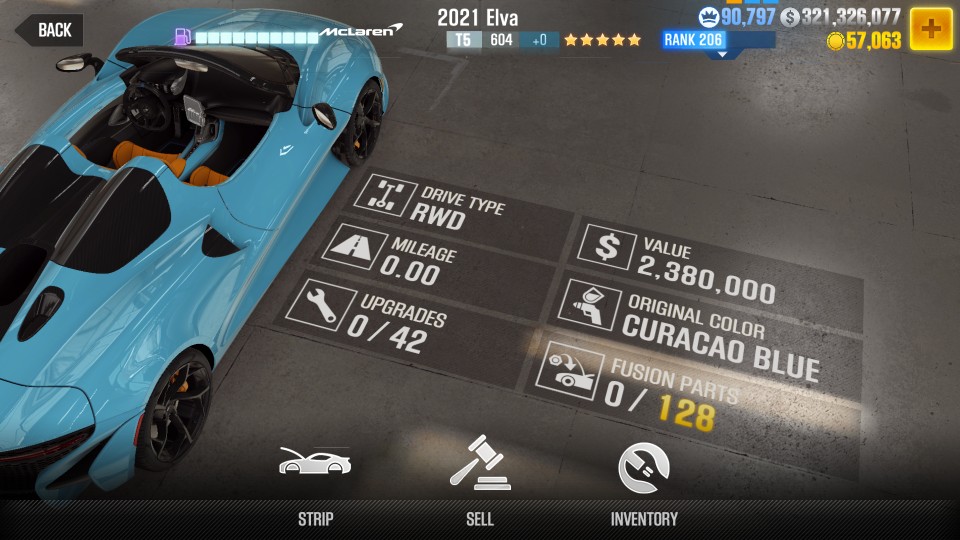 BACK
McLaren
2021 Elva
T5 604 +0
90,797
$ 321,326,077
RANK 206
57,063
DRIVE TYPE
RWD
MILEAGE
0.00
UPGRADES
0 / 42
$
VALUE
2,380,000
ORIGINAL COLOR
CURACAO BLUE
FUSION PARTS
0 / 128
STRIP
SELL
INVENTORY